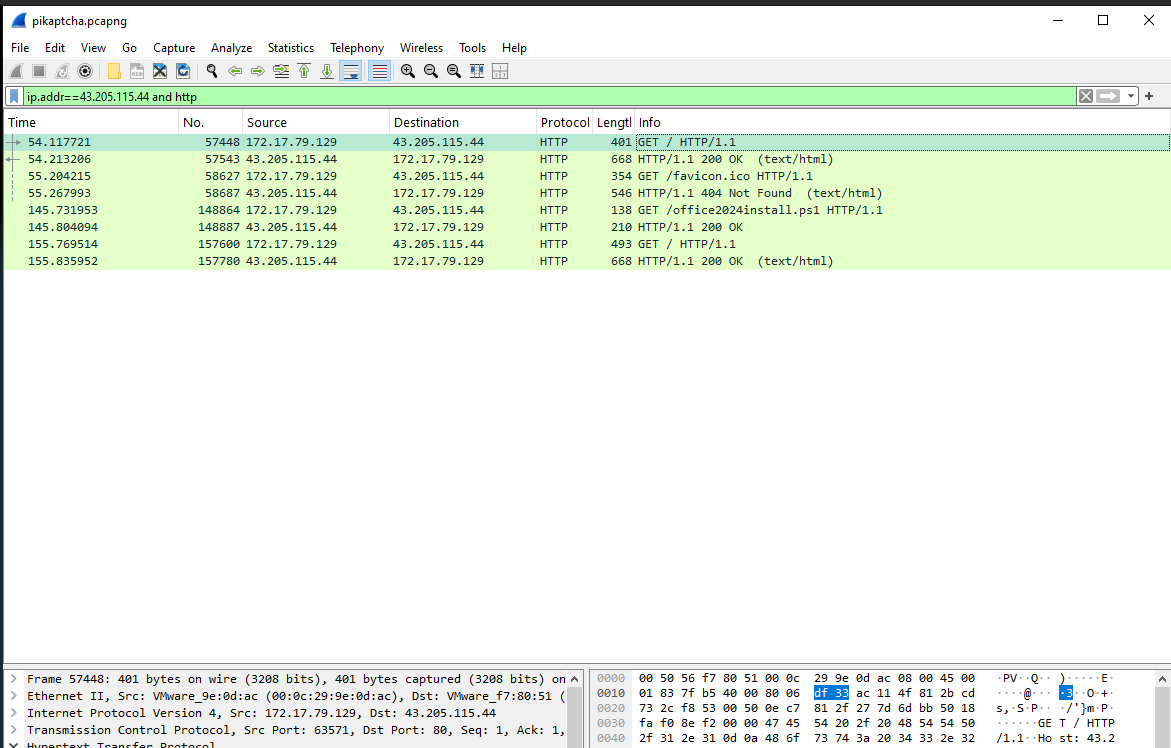 pikaptcha.pcapng
File Edit View Go Capture Analyze Statistics Telephony Wireless Tools Help
ip.addr==43.205.115.44 and http
Time No. Source Destination Protocol Lengtl Info
54.117721 57448 172.17.79.129 43.205.115.44 HTTP 401 GET / HTTP/1.1
54.213206 57543 43.205.115.44 172.17.79.129 HTTP 668 HTTP/1.1 200 OK (text/html)
55.204215 58627 172.17.79.129 43.205.115.44 HTTP 354 GET /favicon.ico HTTP/1.1
55.267993 58687 43.205.115.44 172.17.79.129 HTTP 546 HTTP/1.1 404 Not Found (text/html)
145.731953 148864 172.17.79.129 43.205.115.44 HTTP 138 GET /office2024install.ps1 HTTP/1.1
145.804094 148887 43.205.115.44 172.17.79.129 HTTP 210 HTTP/1.1 200 OK
155.769514 157600 172.17.79.129 43.205.115.44 HTTP 493 GET / HTTP/1.1
155.835952 157780 43.205.115.44 172.17.79.129 HTTP 668 HTTP/1.1 200 OK (text/html)
Frame 57448: 401 bytes on wire (3208 bits), 401 bytes captured (3208 bits) on
Ethernet II, Src: VMware_9e:0d:ac (00:0c:29:9e:0d:ac), Dst: VMware_f7:80:51 (
Internet Protocol Version 4, Src: 172.17.79.129, Dst: 43.205.115.44
Transmission Control Protocol, Src Port: 63571, Dst Port: 80, Seq: 1, Ack: 1,
Hypertext Transfer Protocol
0000 00 50 56 f7 80 51 00 0c 29 9e 0d ac 08 00 45 00 ·PV··Q·· )·····E·
0010 01 83 7f b5 40 00 80 06 df 33 ac 11 4f 81 2b cd ····@··· ·3··O·+·
0020 73 2c f8 53 00 50 0e c7 81 2f 27 7d 6d bb 50 18 s,·S·P·· ·/'}m·P·
0030 fa f0 8e f2 00 00 47 45 54 20 2f 20 48 54 54 50 ······GE T / HTTP
0040 2f 31 2e 31 0d 0a 48 6f 73 74 3a 20 34 33 2e 32 /1.1··Ho st: 43.2